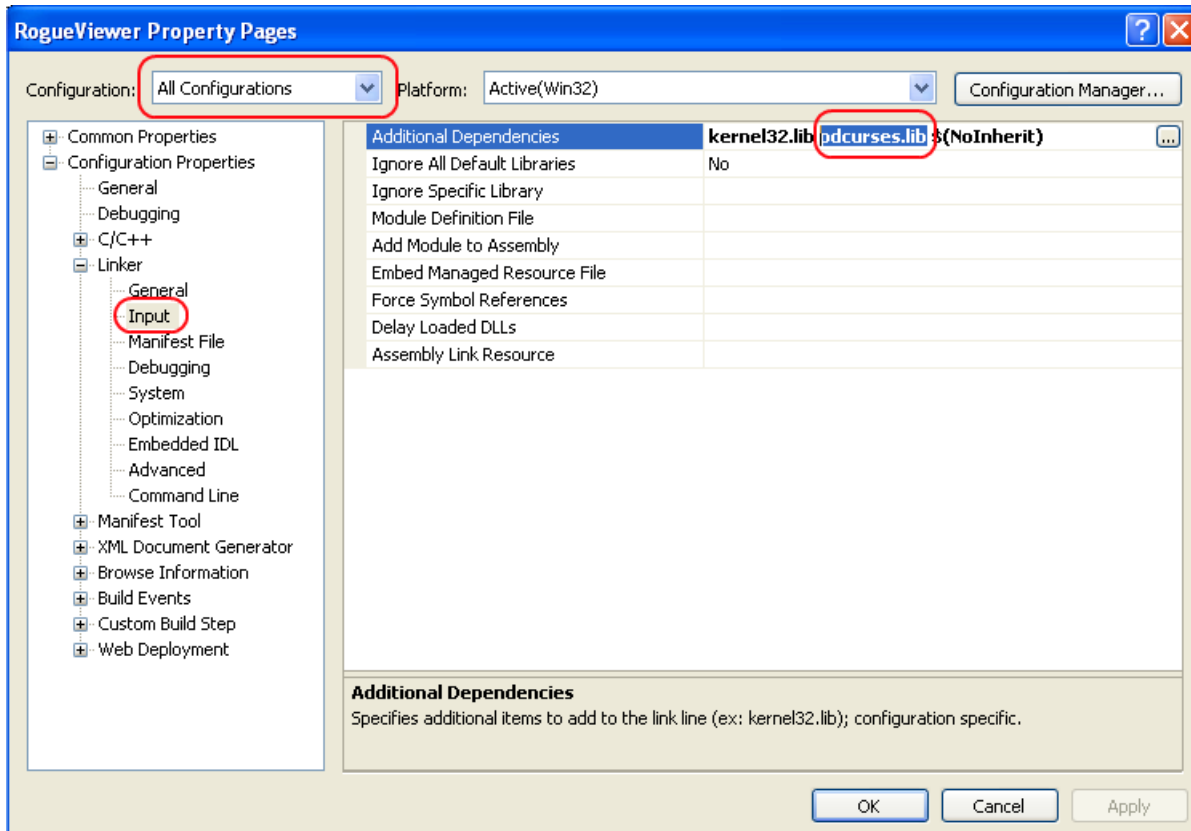 RogueViewer Property Pages
Configuration: All Configurations Platform: Active(Win32) Configuration Manager...
Common Properties
Configuration Properties
General
Debugging
C/C++
Linker
General
Input
Manifest File
Debugging
System
Optimization
Embedded IDL
Advanced
Command Line
Manifest Tool
XML Document Generator
Browse Information
Build Events
Custom Build Step
Web Deployment
Additional Dependencies kernel32.lib pdcurses.lib $(NoInherit) ...
Ignore All Default Libraries No
Ignore Specific Library
Module Definition File
Add Module to Assembly
Embed Managed Resource File
Force Symbol References
Delay Loaded DLLs
Assembly Link Resource
Additional Dependencies
Specifies additional items to add to the link line (ex: kernel32.lib); configuration specific.
OK Cancel Apply